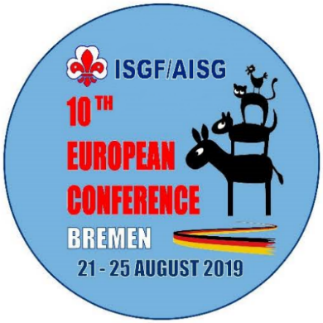 ISGF/AISG
10TH
EUROPEAN
CONFERENCE
BREMEN
21 - 25 AUGUST 2019